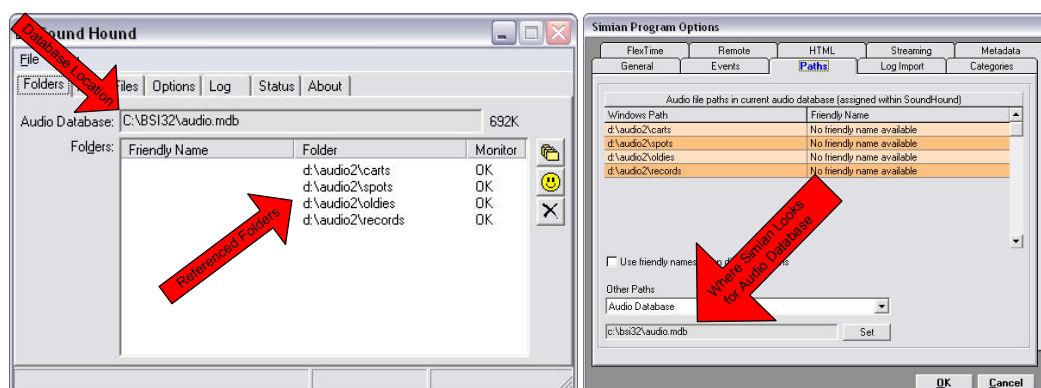 Sound Hound
File
Database Location
Folders
Files
Options
Log
Status
About
Audio Database: C:\BSI32\audio.mdb 692K
Folders:
Friendly Name Folder Monitor
d:\audio2\carts OK
d:\audio2\spots OK
d:\audio2\oldies OK
d:\audio2\records OK
Referenced Folders
Simian Program Options
FlexTime Remote HTML Streaming Metadata
General Events Paths Log Import Categories
Audio file paths in current audio database (assigned within SoundHound)
Windows Path Friendly Name
d:\audio2\carts No friendly name available
d:\audio2\spots No friendly name available
d:\audio2\oldies No friendly name available
d:\audio2\records No friendly name available
Where Simian Looks
for Audio Database
Use friendly names
Other Paths
Audio Database
c:\bsi32\audio.mdb Set
OK Cancel